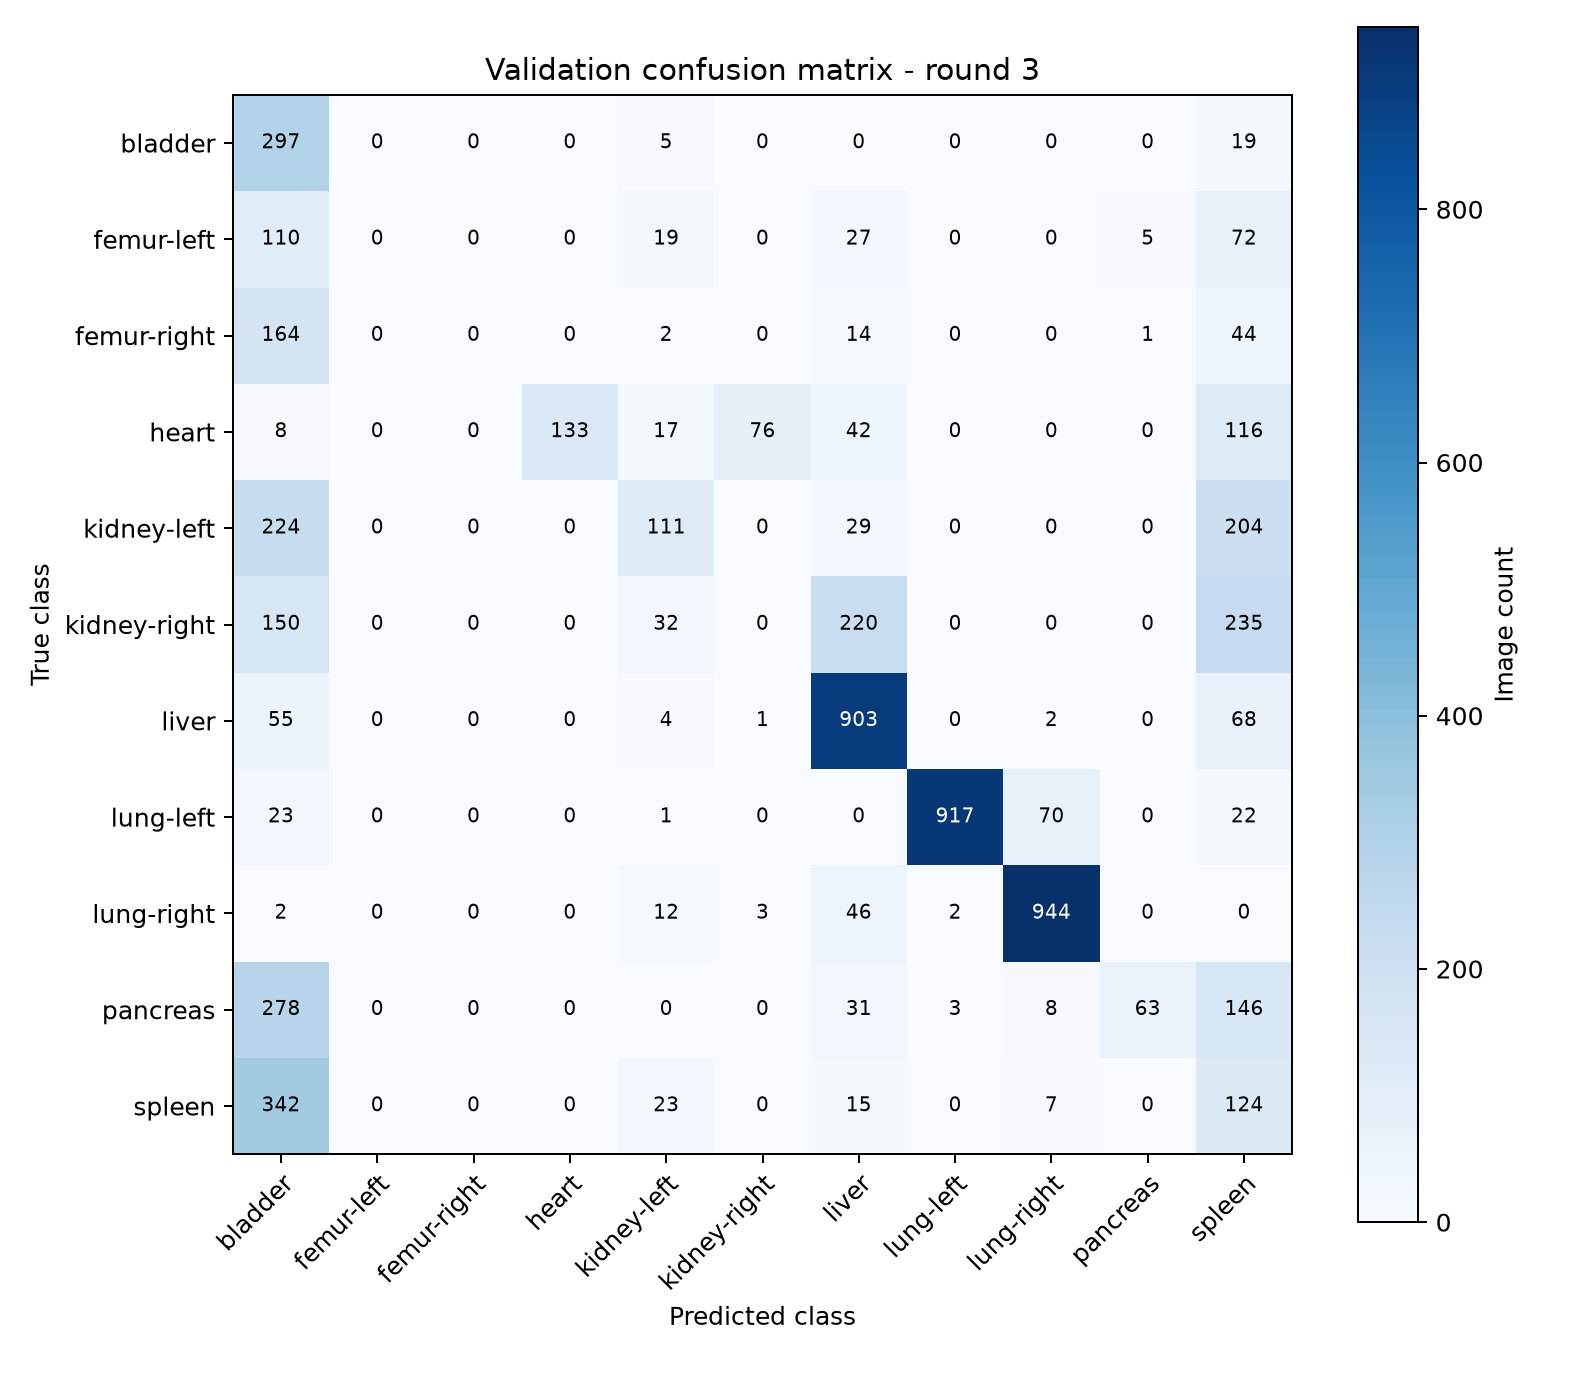 Validation confusion matrix - round 3
bladder 297 0 0 0 5 0 0 0 0 0 19
femur-left 110 0 0 0 19 0 27 0 0 5 72
femur-right 164 0 0 0 2 0 14 0 0 1 44
heart 8 0 0 133 17 76 42 0 0 0 116
kidney-left 224 0 0 0 111 0 29 0 0 0 204
kidney-right 150 0 0 0 32 0 220 0 0 0 235
liver 55 0 0 0 4 1 903 0 2 0 68
lung-left 23 0 0 0 1 0 0 917 70 0 22
lung-right 2 0 0 0 12 3 46 2 944 0 0
pancreas 278 0 0 0 0 0 31 3 8 63 146
spleen 342 0 0 0 23 0 15 0 7 0 124
bladder femur-left femur-right heart kidney-left kidney-right liver lung-left lung-right pancreas spleen
Predicted class
True class
800
600
400
200
0
Image count